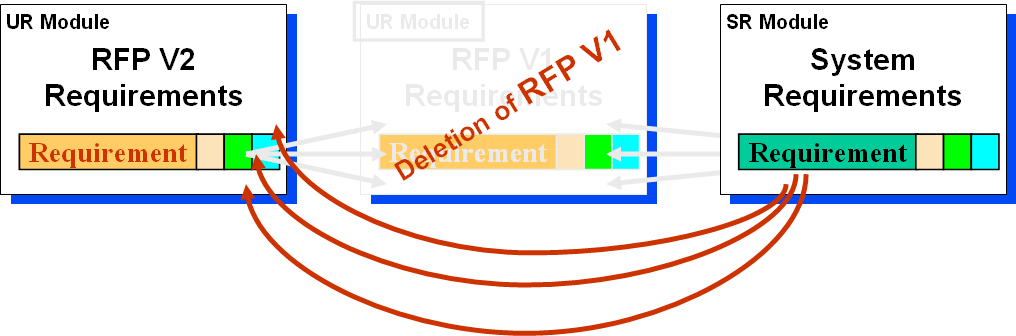 UR Module
RFP V2
Requirements
Requirement
UR Module
RFP V1
Requirements
Requirement
Deletion of RFP V1
SR Module
System
Requirements
Requirement